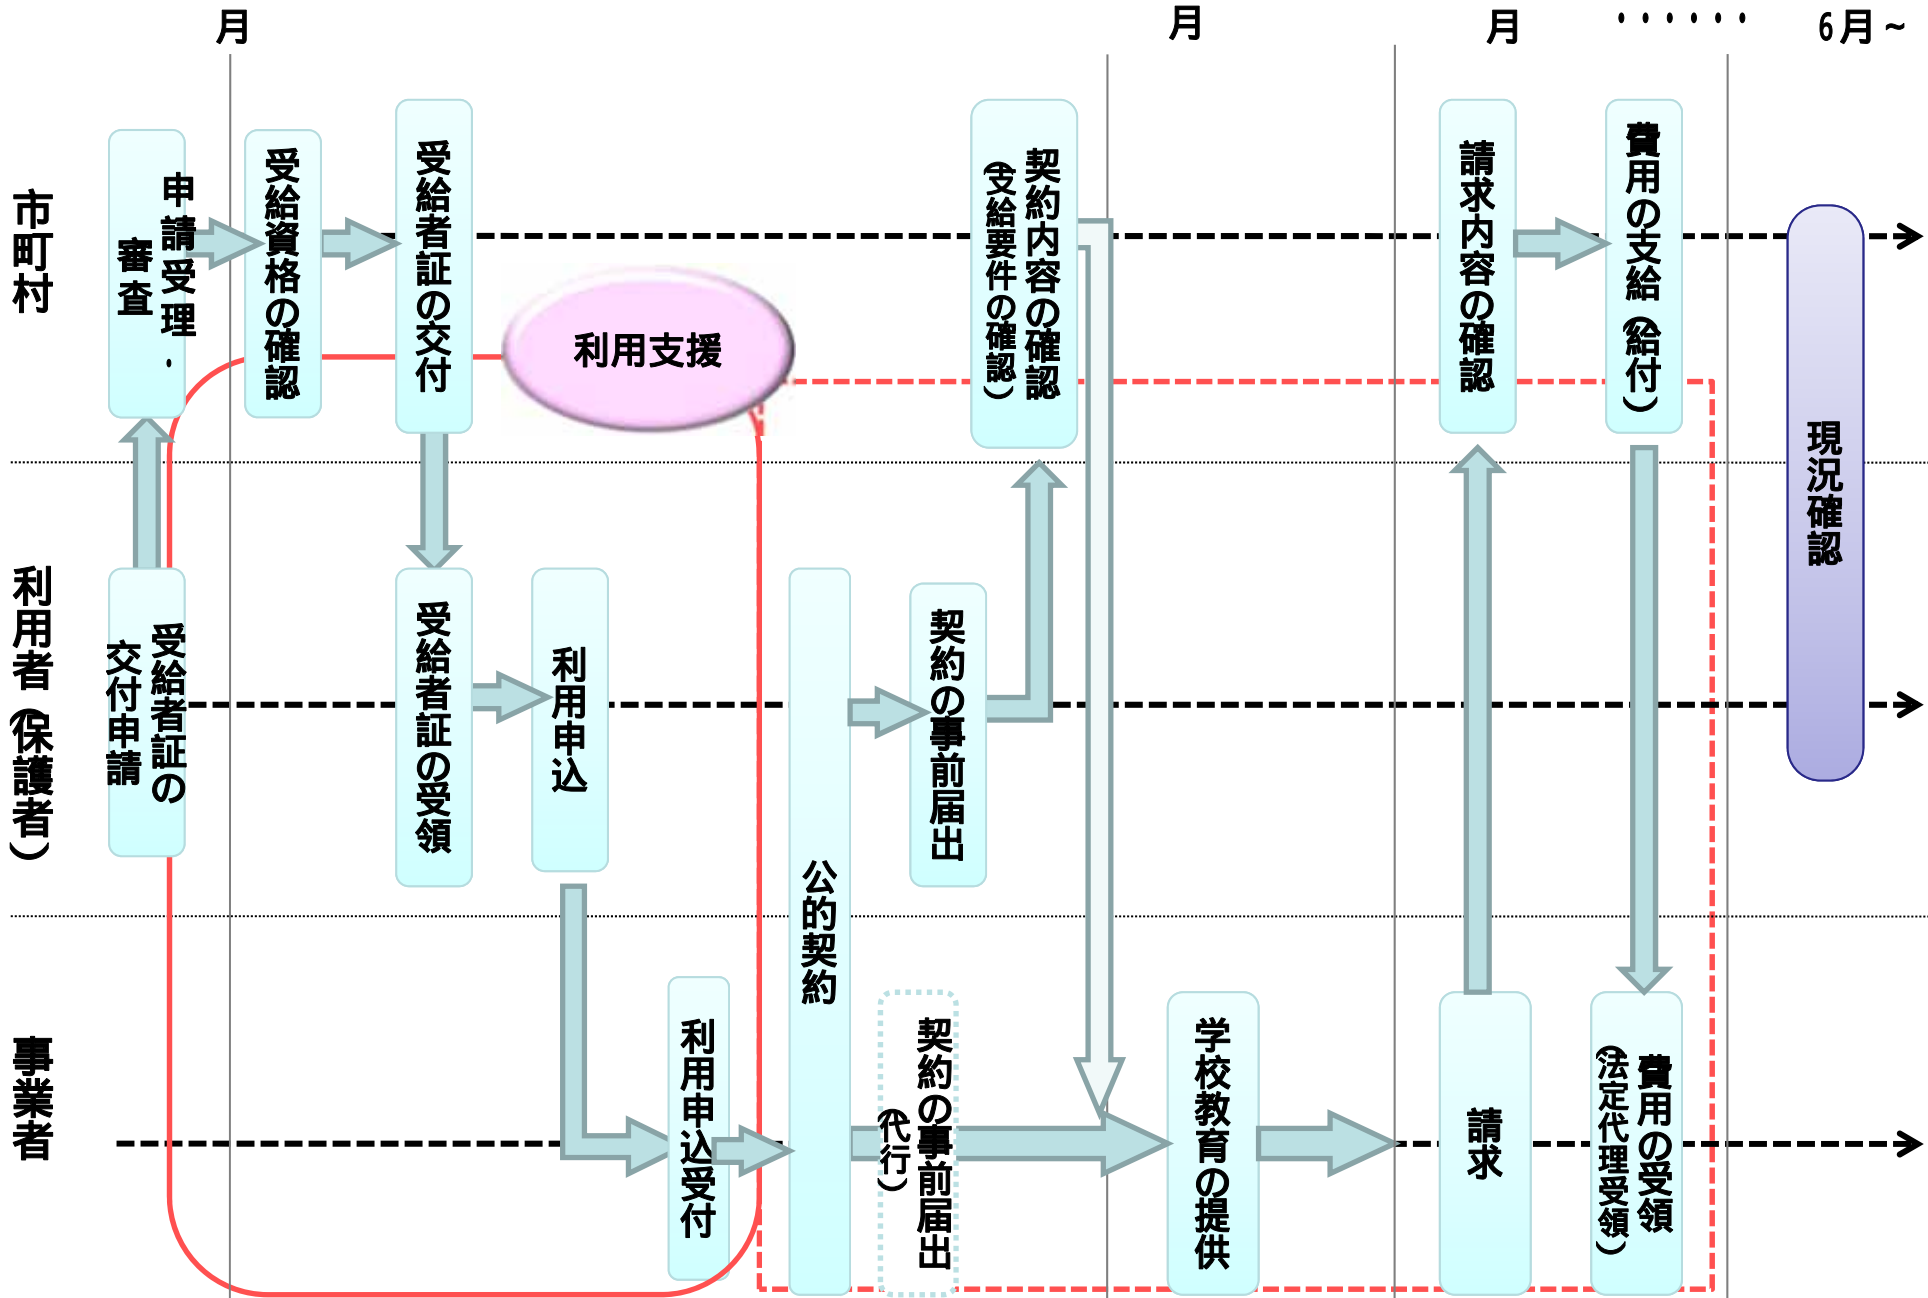 月
月
月
・・・・・・
6月~
市町村
申請受理・
審査
受給資格の確認
受給者証の交付
利用支援
契約内容の確認
(支給要件の確認)
請求内容の確認
費用の支給(給付)
現況確認
利用者(保護者)
受給者証の
交付申請
受給者証の受領
利用申込
公的契約
契約の事前届出
事業者
利用申込受付
契約の事前届出
(代行)
学校教育の提供
請求
費用の受領
(法定代理受領)